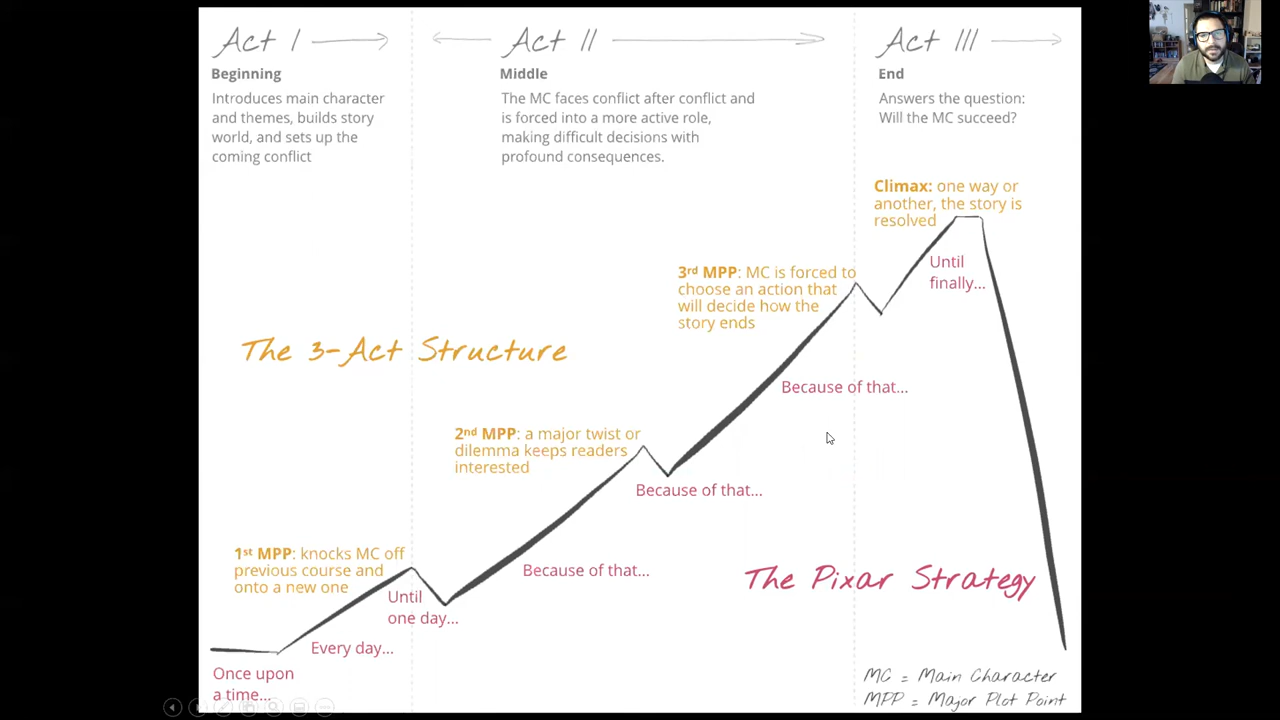 Act I
Beginning
Introduces main character
and themes, builds story
world, and sets up the
coming conflict
Act II
Middle
The MC faces conflict after conflict and
is forced into a more active role,
making difficult decisions with
profound consequences.
Act III
End
Answers the question:
Will the MC succeed?
Climax: one way or
another, the story is
resolved
Until
finally...
3rd MPP: MC is forced to
choose an action that
will decide how the
story ends
The 3-Act Structure
Because of that...
2nd MPP: a major twist or
dilemma keeps readers
interested
Because of that...
1st MPP: knocks MC off
previous course and
onto a new one
Because of that...
The Pixar Strategy
Until
one day...
Every day...
Once upon
a time...
MC = Main Character
MPP = Major Plot Point